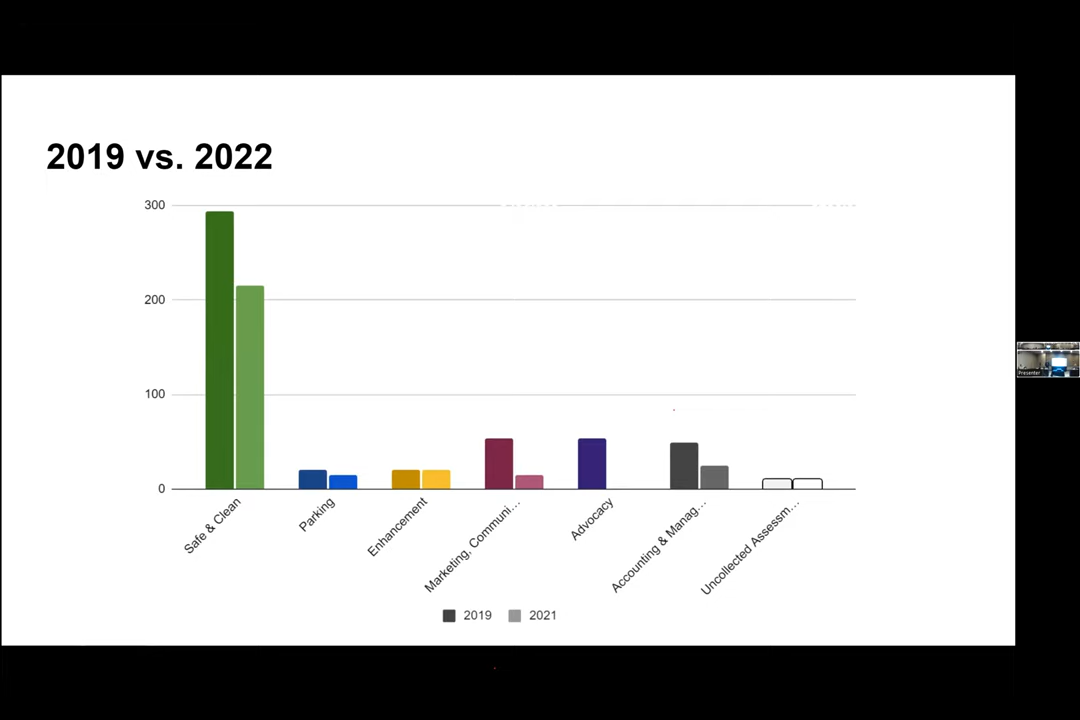 2019 vs. 2022
300
200
100
0
Safe & Clean
Parking
Enhancement
Marketing, Communi...
Advocacy
Accounting & Manag...
Uncollected Assessm...
2019
2021
Presenter